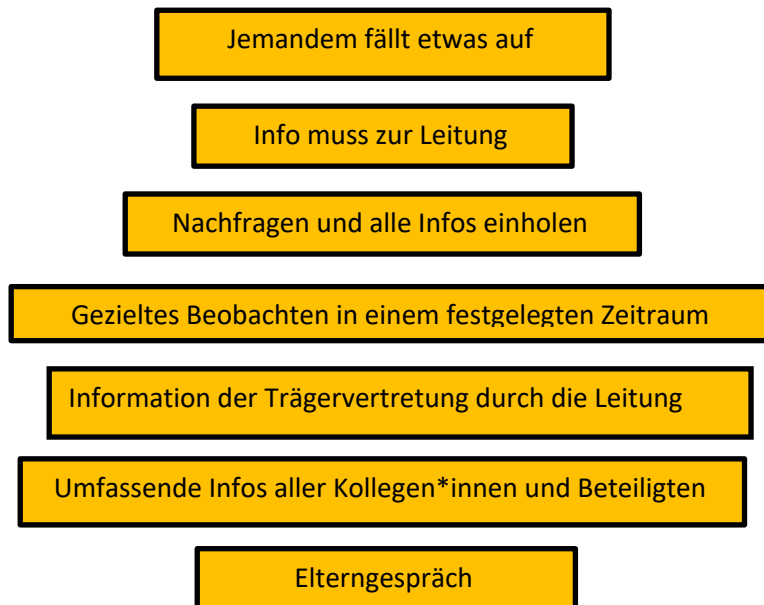 Jemandem fällt etwas auf
Info muss zur Leitung
Nachfragen und alle Infos einholen
Gezieltes Beobachten in einem festgelegten Zeitraum
Information der Trägervertretung durch die Leitung
Umfassende Infos aller Kollegen*innen und Beteiligten
Elterngespräch